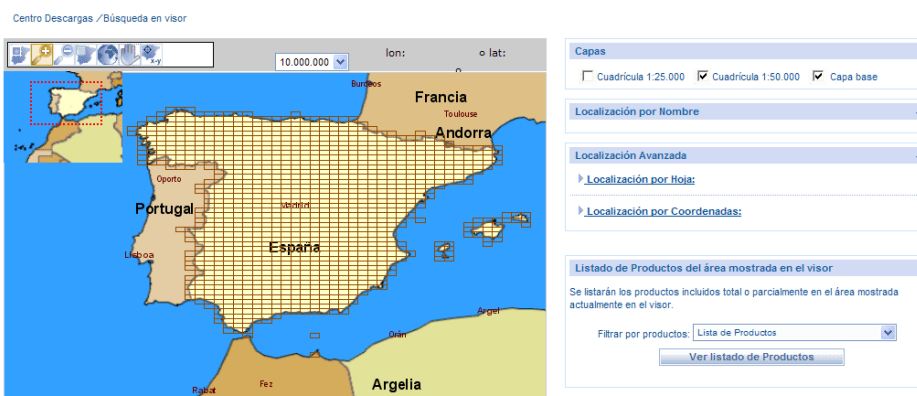 Centro Descargas /Búsqueda en visor
x-y
10.000.000
lon:
o lat:
o
Burdeos
Francia
Toulouse
Andorra
Oporto
Portugal
Madrid
España
Lisboa
Argel
Orán
Fez
Rabat
Argelia
Capas
Cuadrícula 1:25.000
Cuadrícula 1:50.000
Capa base
Localización por Nombre
Localización Avanzada
Localización por Hoja:
Localización por Coordenadas:
Listado de Productos del área mostrada en el visor
Se listarán los productos incluidos total o parcialmente en el área mostrada
actualmente en el visor.
Filtrar por productos: Lista de Productos
Ver listado de Productos